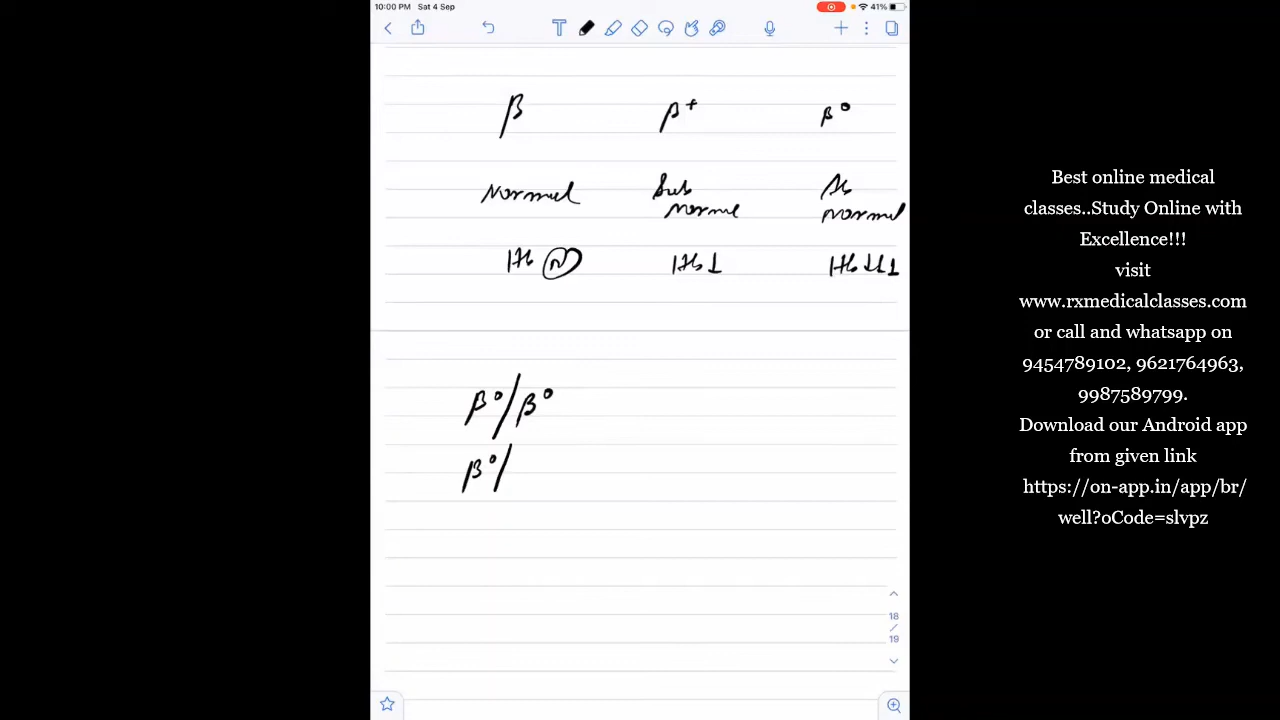 10:00 PM Sat 4 Sep 41%
T
β β⁺ β⁰
Normal Sub Ab
Normal normal
Hb N Hb↓ Hb↓↓↓
β⁰/β⁰
β⁰/
18
/
19
Best online medical
classes..Study Online with
Excellence!!!
visit
www.rxmedicalclasses.com
or call and whatsapp on
9454789102, 9621764963,
9987589799.
Download our Android app
from given link
https://on-app.in/app/br/
well?oCode=slvpz